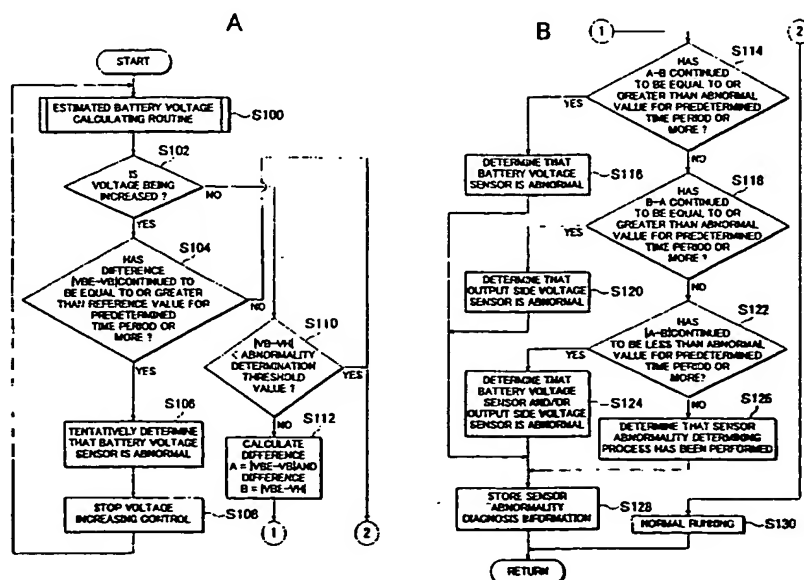 A
START
ESTIMATED BATTERY VOLTAGE
CALCULATING ROUTINE
S100
S102
IS
VOLTAGE BEING
INCREASED ?
NO
YES
S104
HAS
DIFFERENCE
|VBE-VB|CONTINUED TO
BE EQUAL TO OR GREATER
THAN REFERENCE VALUE FOR
PREDETERMINED
TIME PERIOD OR
MORE ?
NO
YES
S106
TENTATIVELY DETERMINE
THAT BATTERY VOLTAGE
SENSOR IS ABNORMAL
STOP VOLTAGE
INCREASING CONTROL
S108
S110
|VB-VH|
< ABNORMALITY
DETERMINATION
THRESHOLD
VALUE ?
YES
NO
S112
CALCULATE
DIFFERENCE
A = |VBE-VB|AND
DIFFERENCE
B = |VBE-VH|
1
2
B
1
2
S114
HAS
A-B CONTINUED
TO BE EQUAL TO OR
GREATER THAN ABNORMAL
VALUE FOR PREDETERMINED
TIME PERIOD OR
MORE ?
YES
NO
DETERMINE THAT
BATTERY VOLTAGE
SENSOR IS ABNORMAL
S116
S118
HAS
B-A CONTINUED
TO BE EQUAL TO OR
GREATER THAN ABNORMAL
VALUE FOR PREDETERMINED
TIME PERIOD OR
MORE ?
YES
NO
DETERMINE THAT
OUTPUT SIDE VOLTAGE
SENSOR IS ABNORMAL
S120
S122
HAS
|A-B|CONTINUED
TO BE LESS THAN ABNORMAL
VALUE FOR PREDETERMINED
TIME PERIOD OR
MORE?
YES
NO
DETERMINE THAT
BATTERY VOLTAGE
SENSOR AND/OR
OUTPUT SIDE VOLTAGE
SENSOR IS ABNORMAL
S124
S126
DETERMINE THAT SENSOR
ABNORMALITY DETERMINING
PROCESS HAS BEEN PERFORMED
STORE SENSOR
ABNORMALITY
DIAGNOSIS INFORMATION
S128
NORMAL RUNNING
S130
RETURN